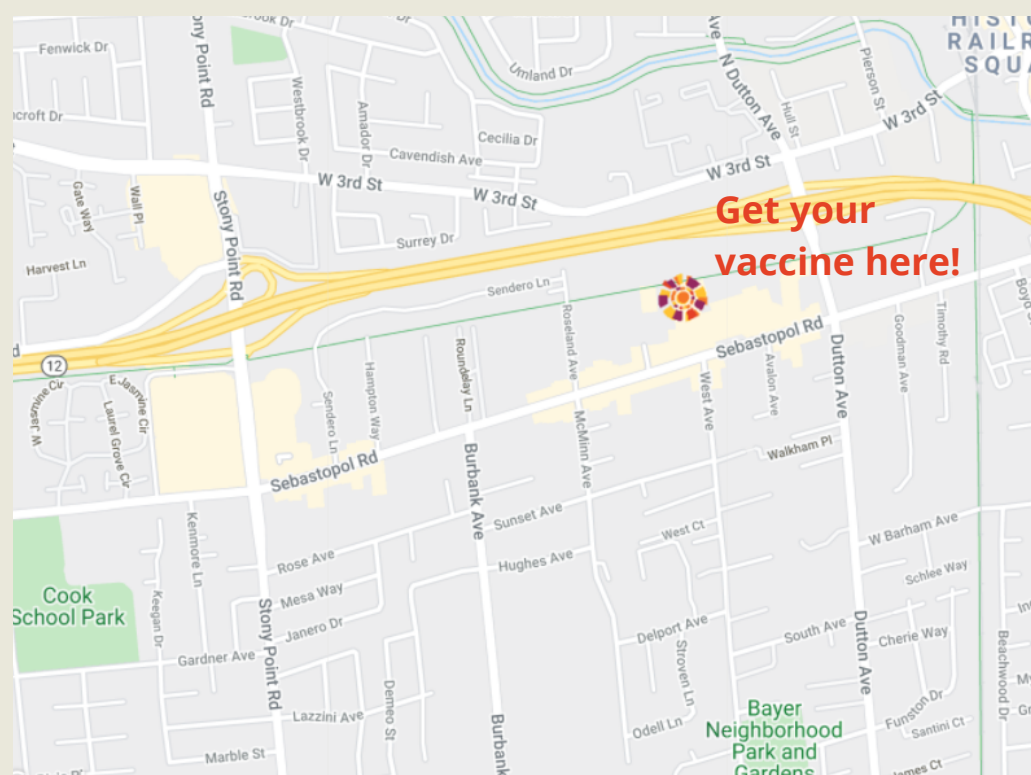 HISTO
RAILR
SQUA
Fenwick Dr
Stony Point Rd
Umland Dr
N Dutton Ave
Pierson St
Hull St
W 3rd St
Westbrook Dr
Amador Dr
Cecilia Dr
Cavendish Ave
W 3rd St
W 3rd St
W 3rd St
Gate Way
Wall Pl
Stony Point Rd
Surrey Dr
Harvest Ln
Get your
vaccine here!
Sendero Ln
Roseland Ave
Sebastopol Rd
Dutton Ave
Goodman Ave
Timothy Rd
12
W Jasmine Cir
E Jasmine Cir
Laurel Grove Cir
Hampton Way
Sendero Ln
Roundelay Ln
McMinn Ave
West Ave
Avalon Ave
Walkham Pl
Sebastopol Rd
Burbank Ave
Sunset Ave
West Ct
W Barham Ave
Kenmore Ln
Rose Ave
Hughes Ave
Schlee Way
Cook
School Park
Keegan Dr
Mesa Way
Janero Dr
Stony Point Rd
Delport Ave
South Ave
Cherie Way
Dutton Ave
Beachwood Dr
Gardner Ave
Stroven Ln
Demeo St
Lazzini Ave
Odell Ln
Funston Dr
Santini Ct
Bayer
Neighborhood
Park and
Gardens
Marble St
Burbank